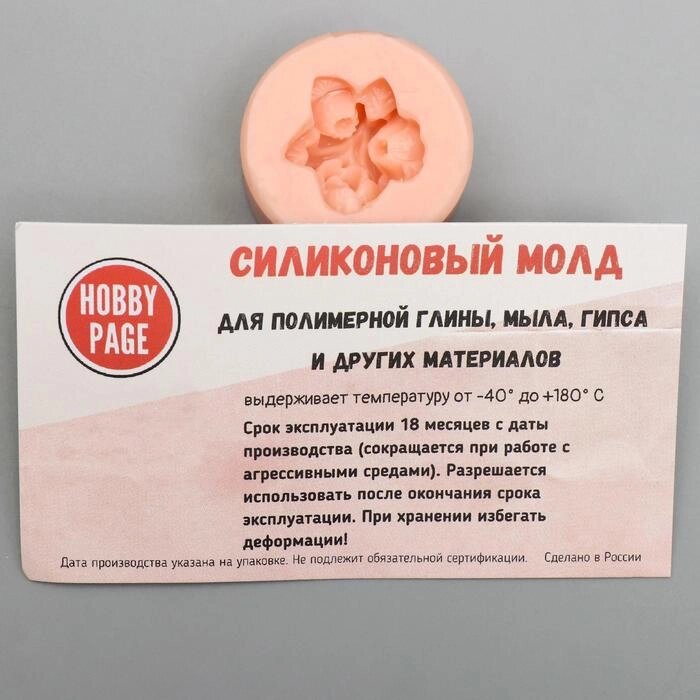 HOBBY
PAGE
СИЛИКОНОВЫЙ МОЛД
ДЛЯ ПОЛИМЕРНОЙ ГЛИНЫ, МЫЛА, ГИПСА
И ДРУГИХ МАТЕРИАЛОВ
выдерживает температуру от -40° до +180° С
Срок эксплуатации 18 месяцев с даты
производства (сокращается при работе с
агрессивными средами). Разрешается
использовать после окончания срока
эксплуатации. При хранении избегать
деформации!
Дата производства указана на упаковке. Не подлежит обязательной сертификации. Сделано в России